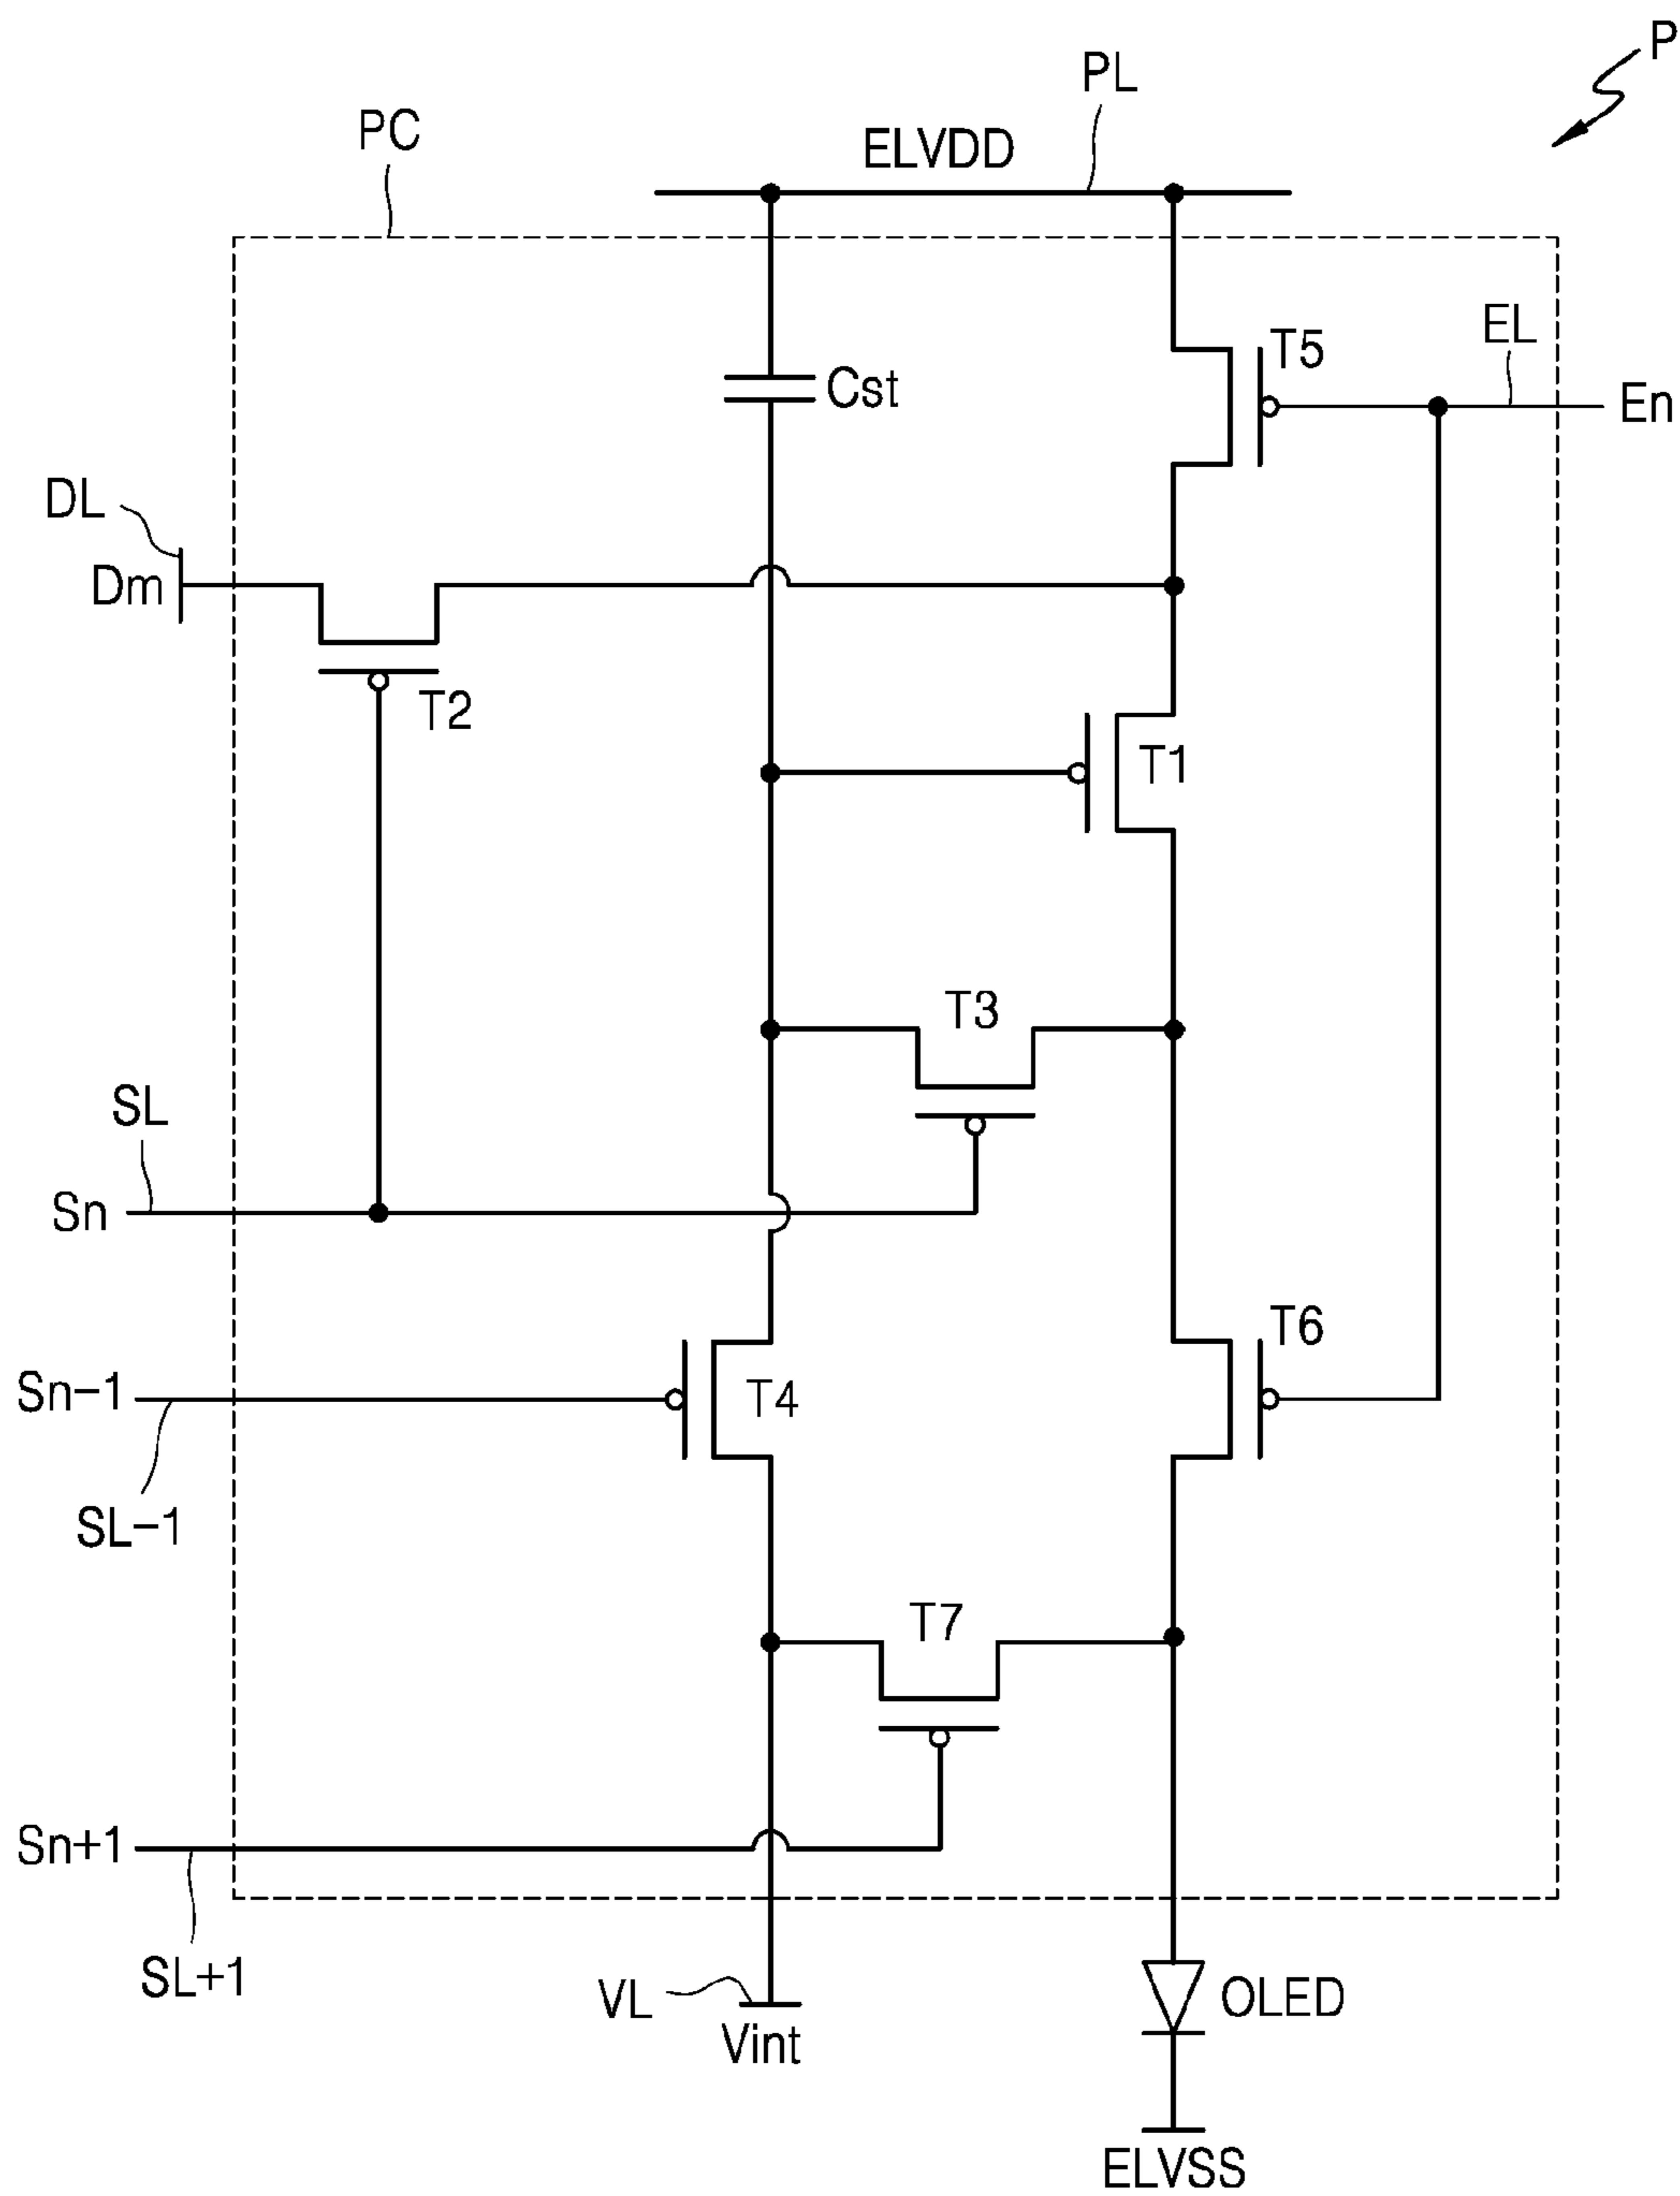 P
PL
PC
ELVDD
T5
EL
Cst
En
DL
Dm
T2
T1
T3
SL
Sn
T6
Sn-1
T4
SL-1
T7
Sn+1
SL+1
VL
OLED
Vint
ELVSS